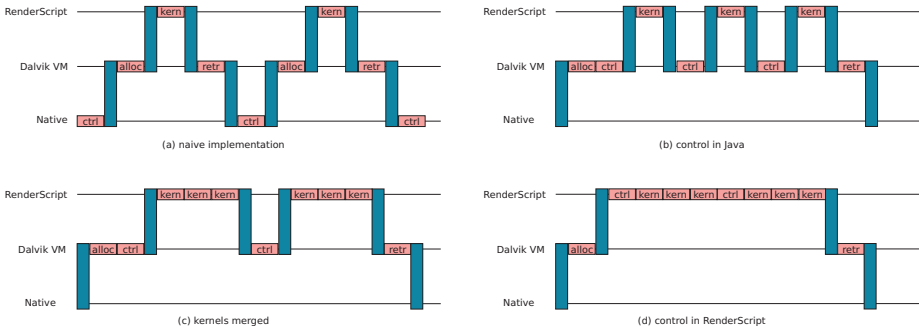 RenderScript kern kern
Dalvik VM alloc retr alloc retr
Native ctrl ctrl ctrl
(a) naive implementation
RenderScript kern kern kern
Dalvik VM alloc ctrl ctrl ctrl retr
Native
(b) control in Java
RenderScript kern kern kern kern kern kern
Dalvik VM alloc ctrl ctrl retr
Native
(c) kernels merged
RenderScript ctrl kern kern kern ctrl kern kern kern
Dalvik VM alloc retr
Native
(d) control in RenderScript